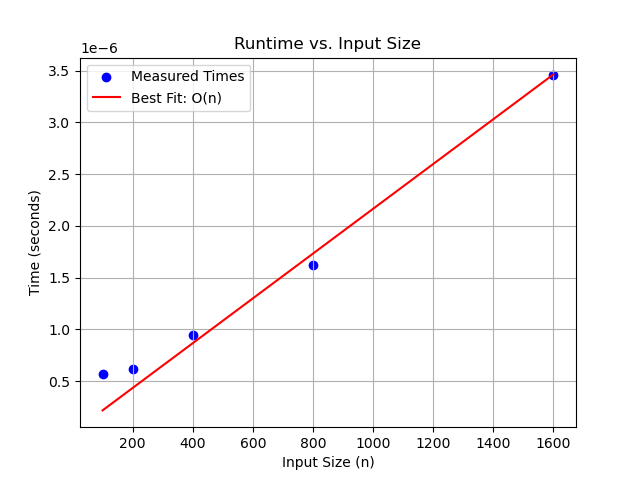 Runtime vs. Input Size
1e−6
Measured Times
Best Fit: O(n)
3.5
3.0
2.5
2.0
1.5
1.0
0.5
Time (seconds)
200 400 600 800 1000 1200 1400 1600
Input Size (n)